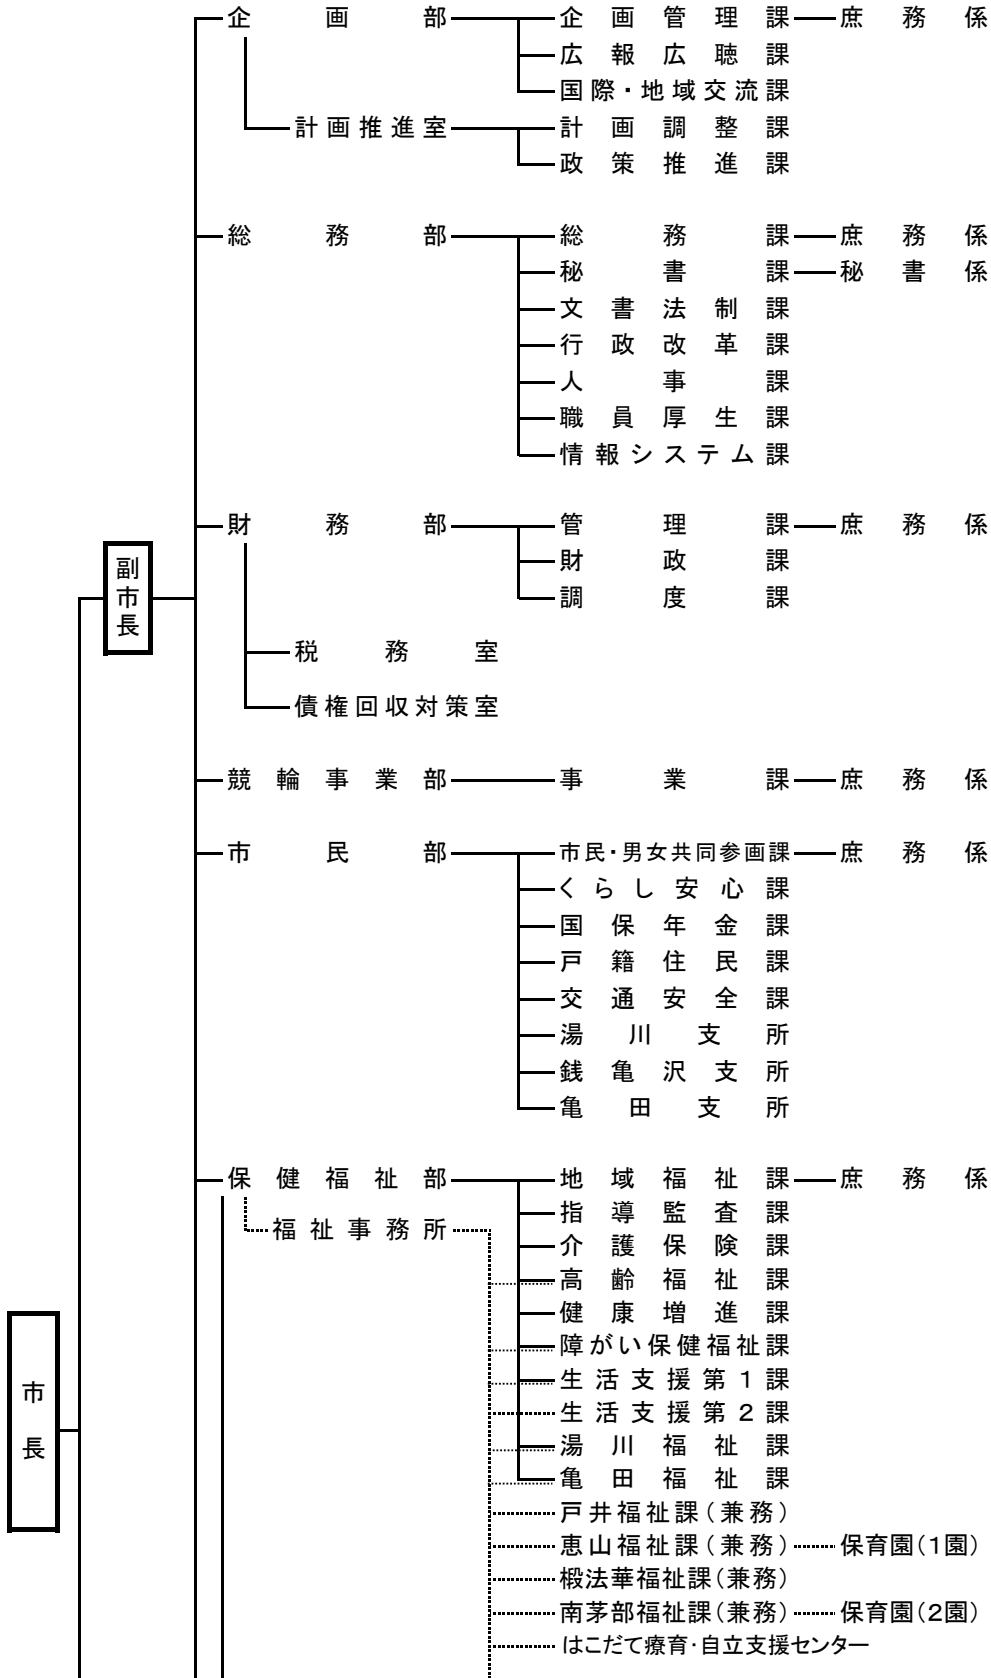 企画部 企画管理課 庶務係
広報広聴課
国際・地域交流課
計画推進室 計画調整課
政策推進課
総務部 総務課 庶務係
秘書課 秘書係
文書法制課
行政改革課
人事課
職員厚生課
情報システム課
財務部 管理課 庶務係
財政課
調度課
副市長
税務室
債権回収対策室
競輪事業部 事業課 庶務係
市民部 市民・男女共同参画課 庶務係
くらし安心課
国保年金課
戸籍住民課
交通安全課
湯川支所
銭亀沢支所
亀田支所
保健福祉部 地域福祉課 庶務係
福祉事務所 指導監査課
介護保険課
高齢福祉課
健康増進課
障がい保健福祉課
生活支援第1課
生活支援第2課
湯川福祉課
亀田福祉課
市長
戸井福祉課(兼務)
恵山福祉課(兼務) 保育園(1園)
椴法華福祉課(兼務)
南茅部福祉課(兼務) 保育園(2園)
はこだて療育・自立支援センター